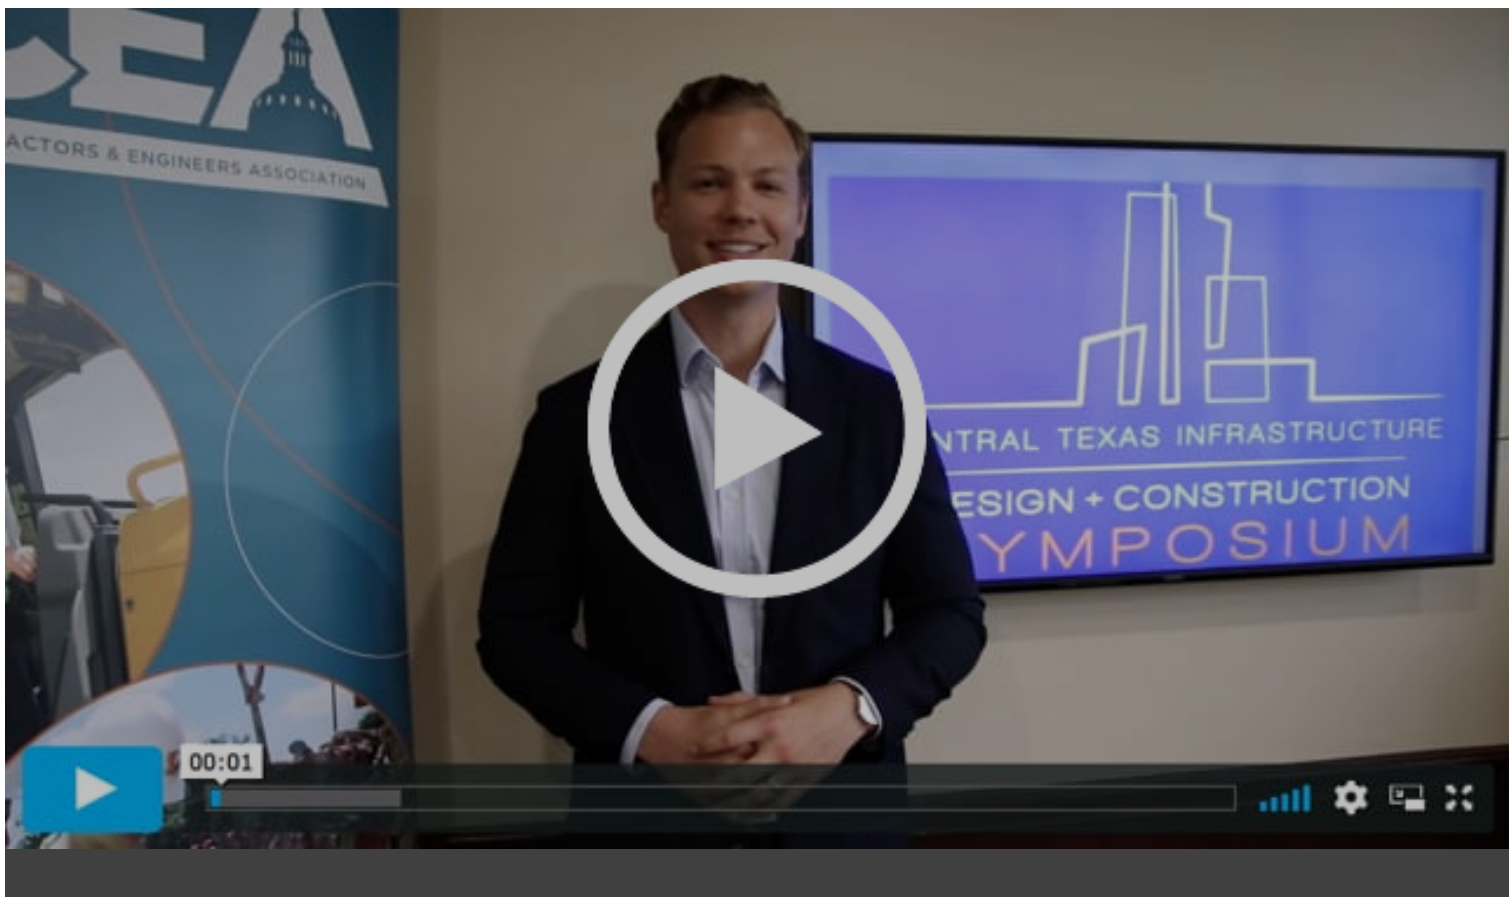 CEA
ACTORS & ENGINEERS ASSOCIATION
NTRAL TEXAS INFRASTRUCTURE
ESIGN + CONSTRUCTION
YMPOSIUM
00:01